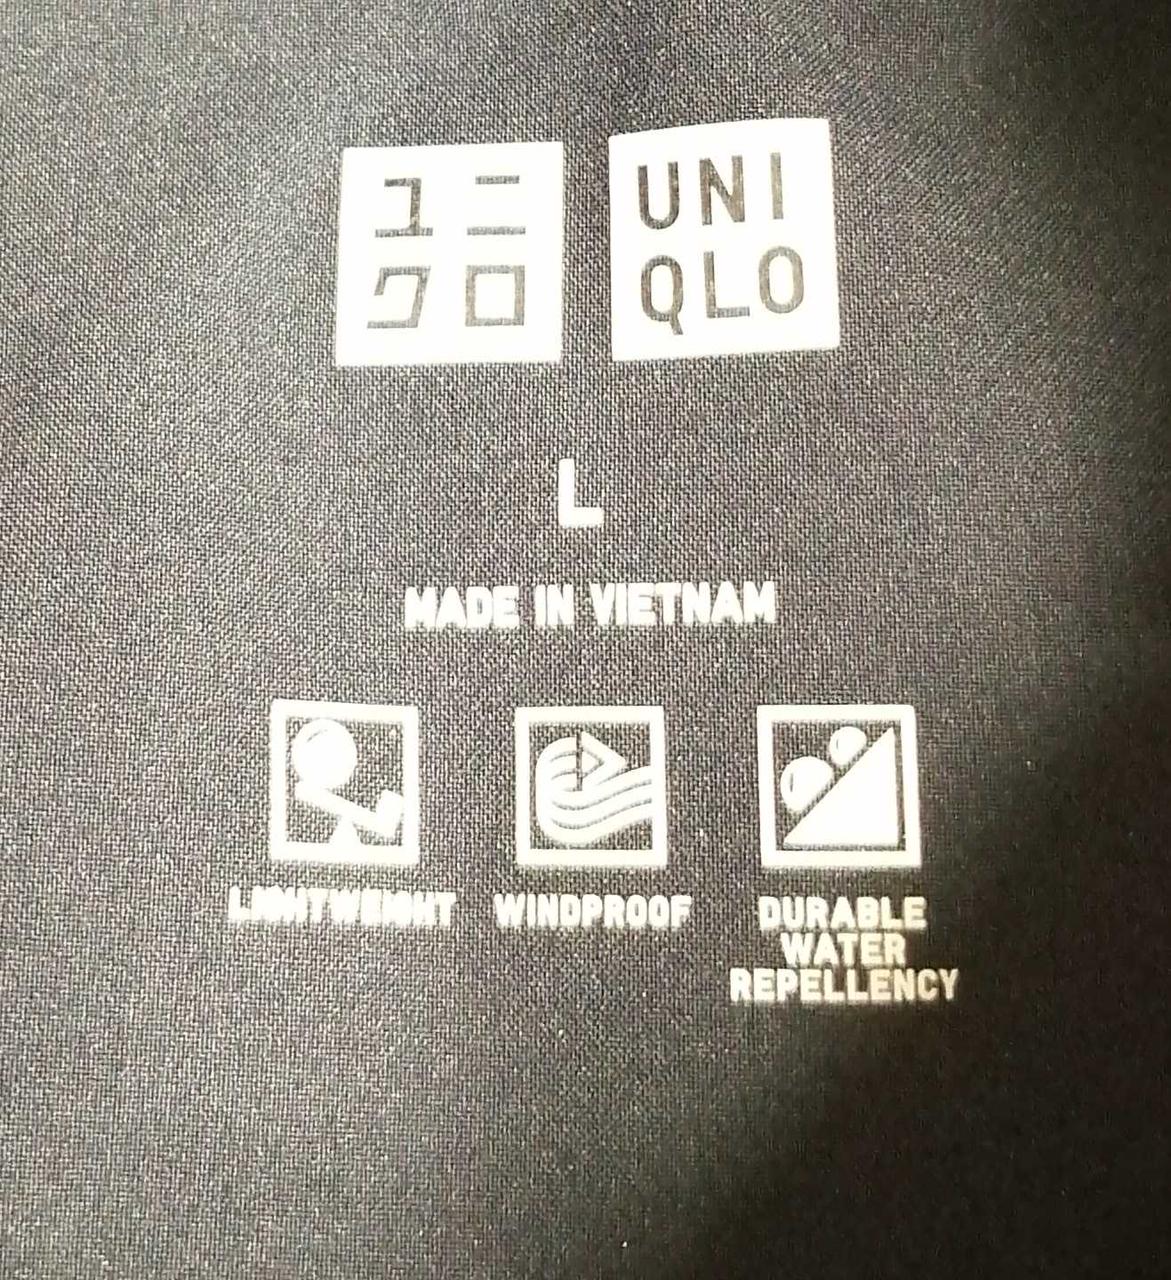 ユニ
クロ
UNI
QLO
L
MADE IN VIETNAM
LIGHTWEIGHT
WINDPROOF
DURABLE
WATER
REPELLENCY